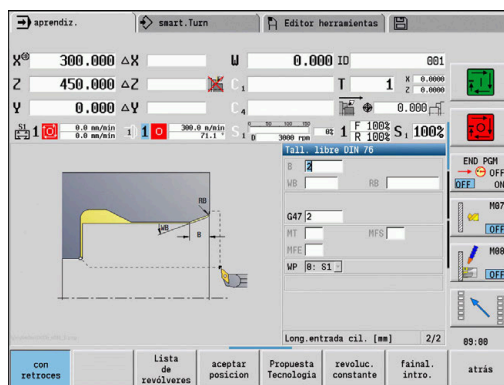 aprendiz.
smart.Turn
Editor herramientas
X 300.000 ΔX U 0.000 ID 001
Z 450.000 ΔZ C1 T 1 X 0.0000 Z 0.0000
Y 0.000 ΔY C4 0.000
S1 1 0.0 mm/min 0.0 mm/min 1 300.0 m/min 71.1 ° S1 0 50 100 150 3000 rpm 0% 1 F 100% R 100% S1 100%
Tall. libre DIN 76
B 2
WB RB
G47 2
MT MFS
MFE
WP 0: S1
RB
WB
B
Long.entrada cil. [mm] 2/2
END PGM
OFF
OFF ON
M07
OFF
M08
OFF
09:00
con retroces
Lista de revólveres
aceptar posicion
Propuesta Tecnología
revoluc. constante
fainal. intro.
atrás